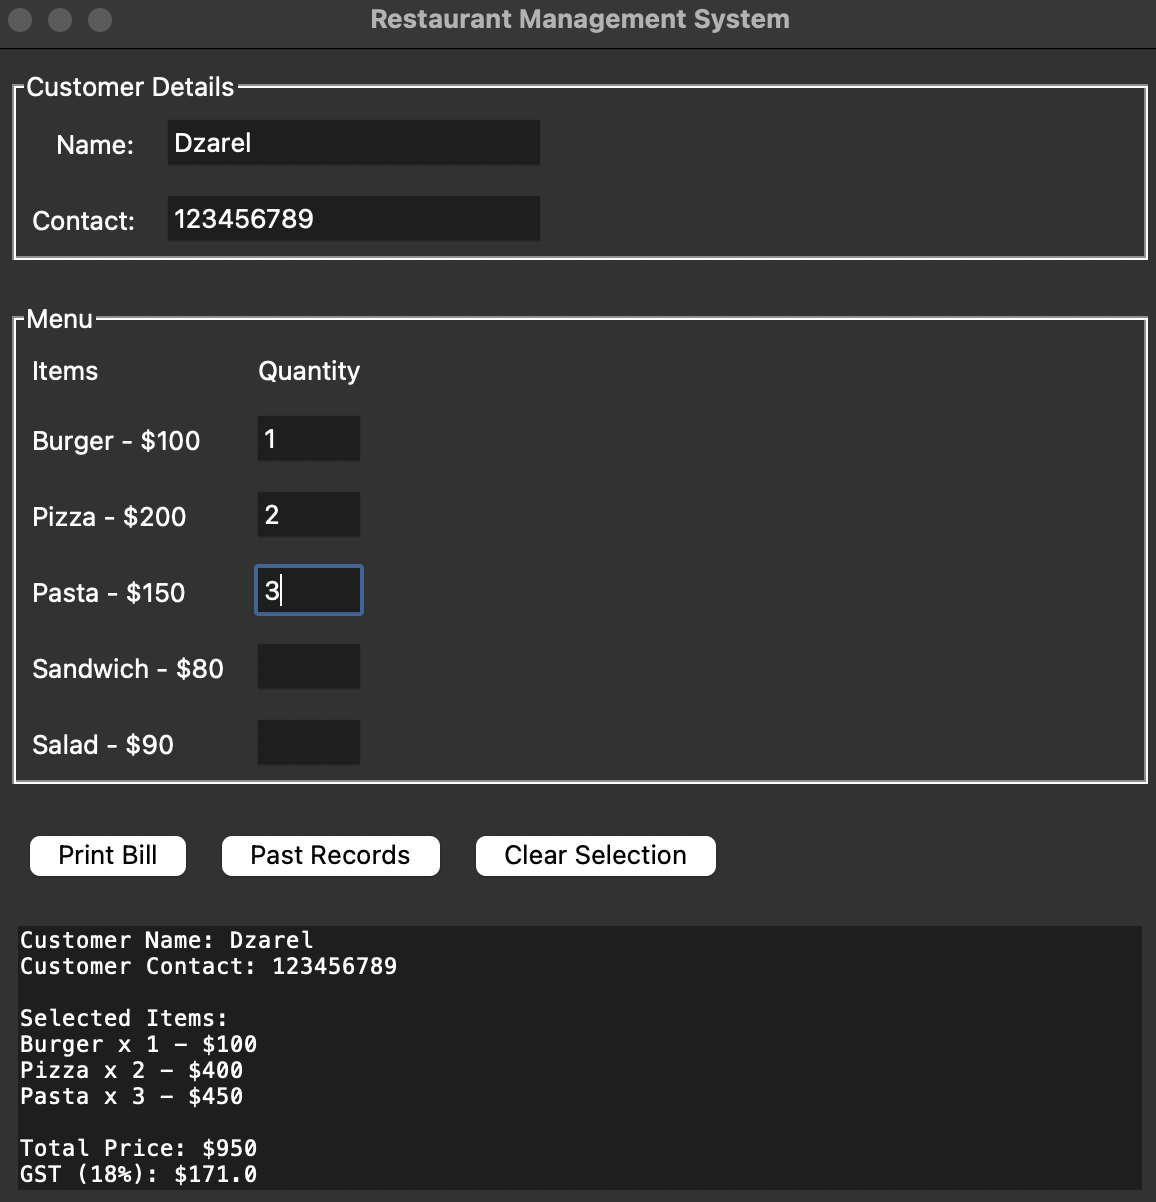 Restaurant Management System
Customer Details
Name: Dzarel
Contact: 123456789
Menu
Items Quantity
Burger - $100 1
Pizza - $200 2
Pasta - $150 3
Sandwich - $80
Salad - $90
Print Bill Past Records Clear Selection
Customer Name: Dzarel
Customer Contact: 123456789
Selected Items:
Burger x 1 - $100
Pizza x 2 - $400
Pasta x 3 - $450
Total Price: $950
GST (18%): $171.0